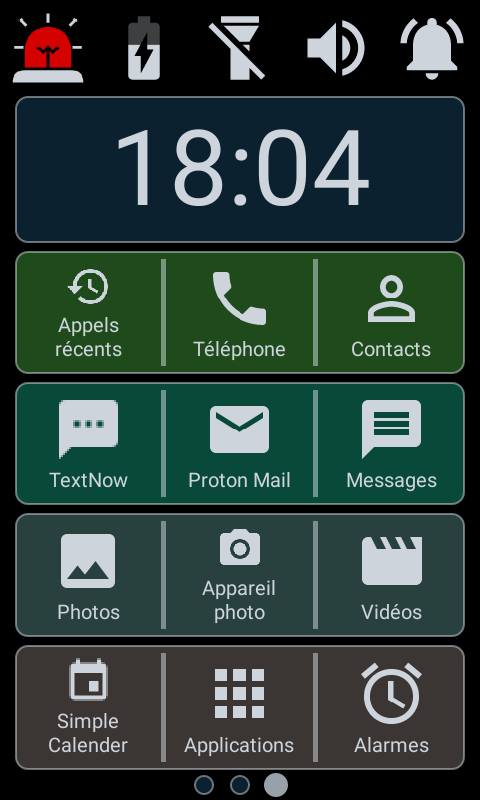 18:04
Appels
récents
Téléphone
Contacts
TextNow
Proton Mail
Messages
Photos
Appareil
photo
Vidéos
Simple
Calender
Applications
Alarmes